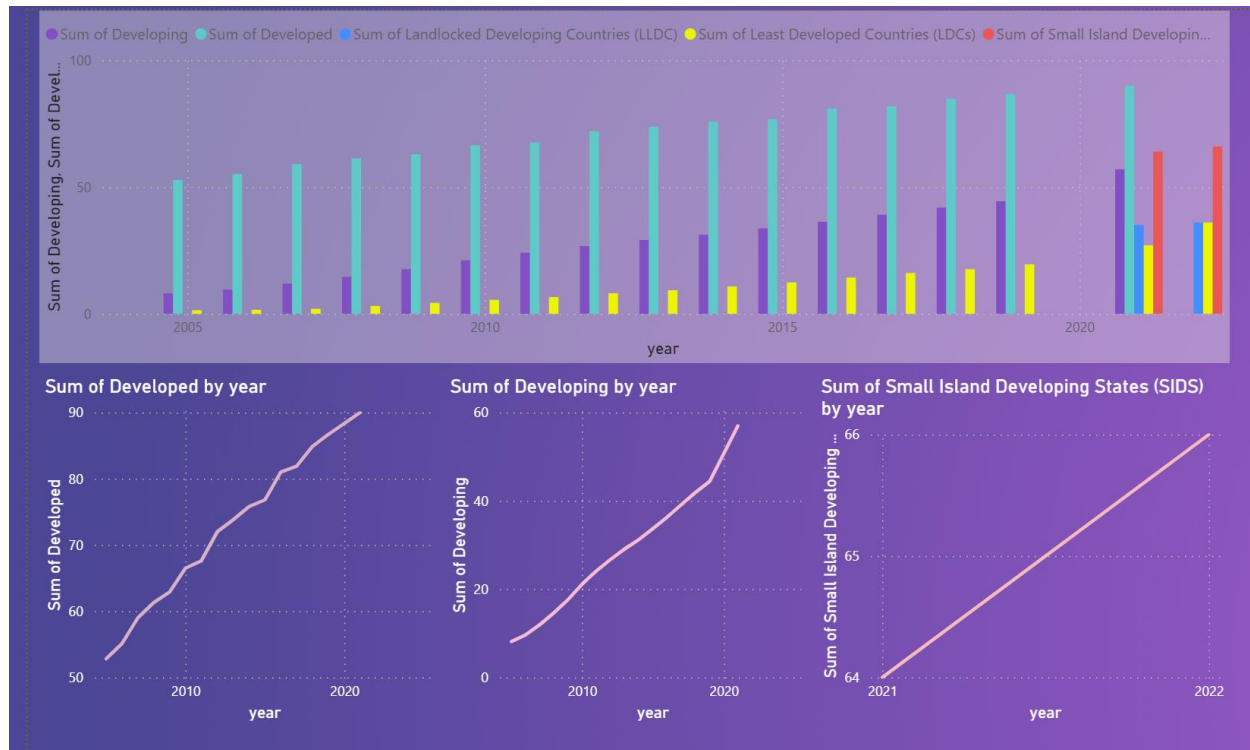 Sum of Developing Sum of Developed Sum of Landlocked Developing Countries (LLDC) Sum of Least Developed Countries (LDCs) Sum of Small Island Developin...
Sum of Developing, Sum of Devel...
100
50
0
2005 2010 2015 2020
year
Sum of Developed by year
Sum of Developed
90
80
70
60
50
2010 2020
year
Sum of Developing by year
Sum of Developing
60
40
20
0
2010 2020
year
Sum of Small Island Developing States (SIDS)
by year
Sum of Small Island Developing ...
66
65
64
2021 2022
year